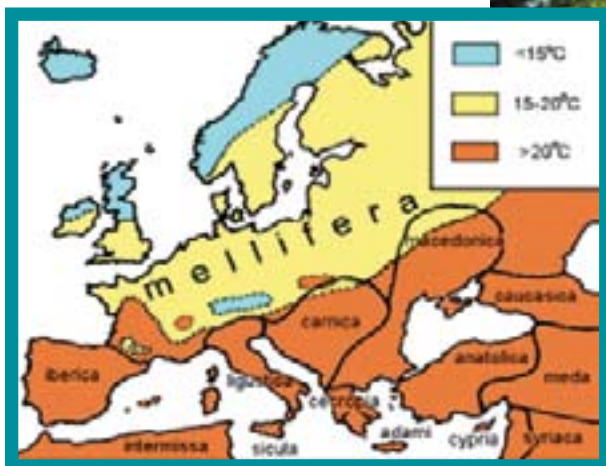 <15°C
15-20°C
>20°C
mellifera
macedonica
caucasica
carnica
iberica
ligustica
anatolica
meda
cecropia
intermissa
sicula
adami
cypria
syriaca